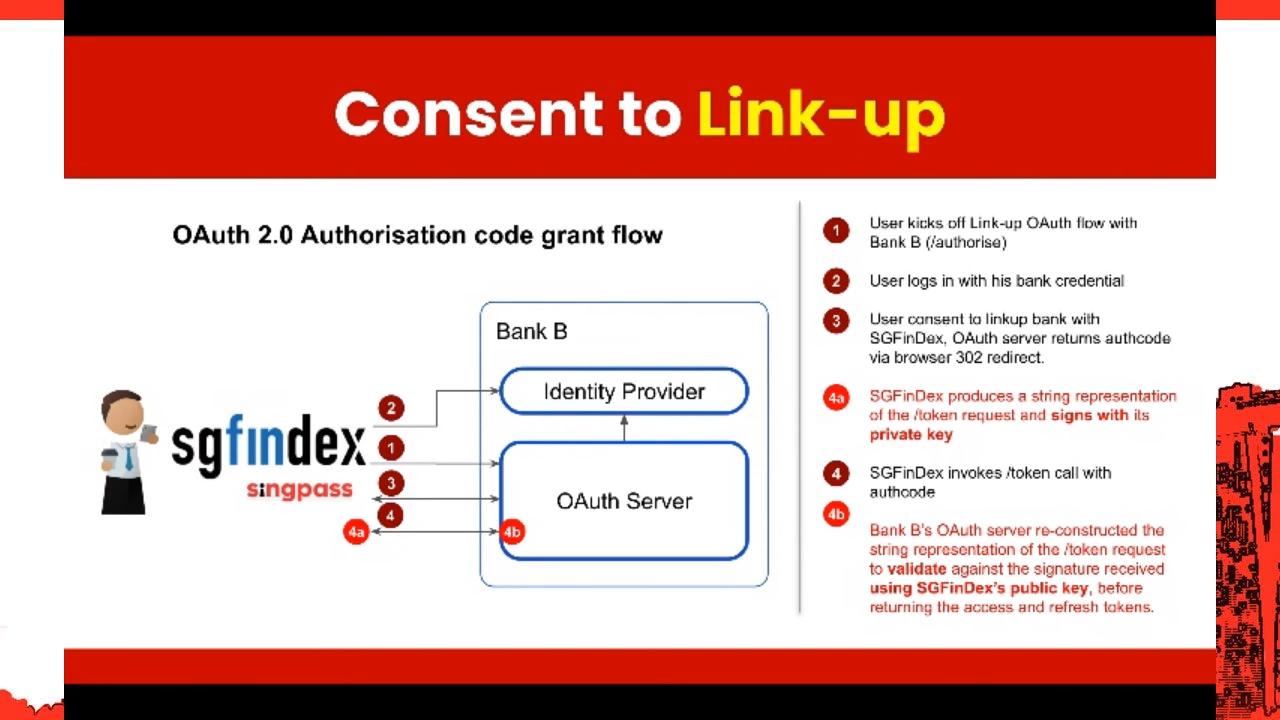 Consent to Link-up
OAuth 2.0 Authorisation code grant flow
Bank B
Identity Provider
OAuth Server
sgfindex
singpass
2
1
3
4
4a
4b
1
User kicks off Link-up OAuth flow with
Bank B (/authorise)
2
User logs in with his bank credential
3
User consent to linkup bank with
SGFinDex, OAuth server returns authcode
via browser 302 redirect.
4a
SGFinDex produces a string representation
of the /token request and signs with its
private key
4
SGFinDex invokes /token call with
authcode
4b
Bank B's OAuth server re-constructed the
string representation of the /token request
to validate against the signature received
using SGFinDex's public key, before
returning the access and refresh tokens.